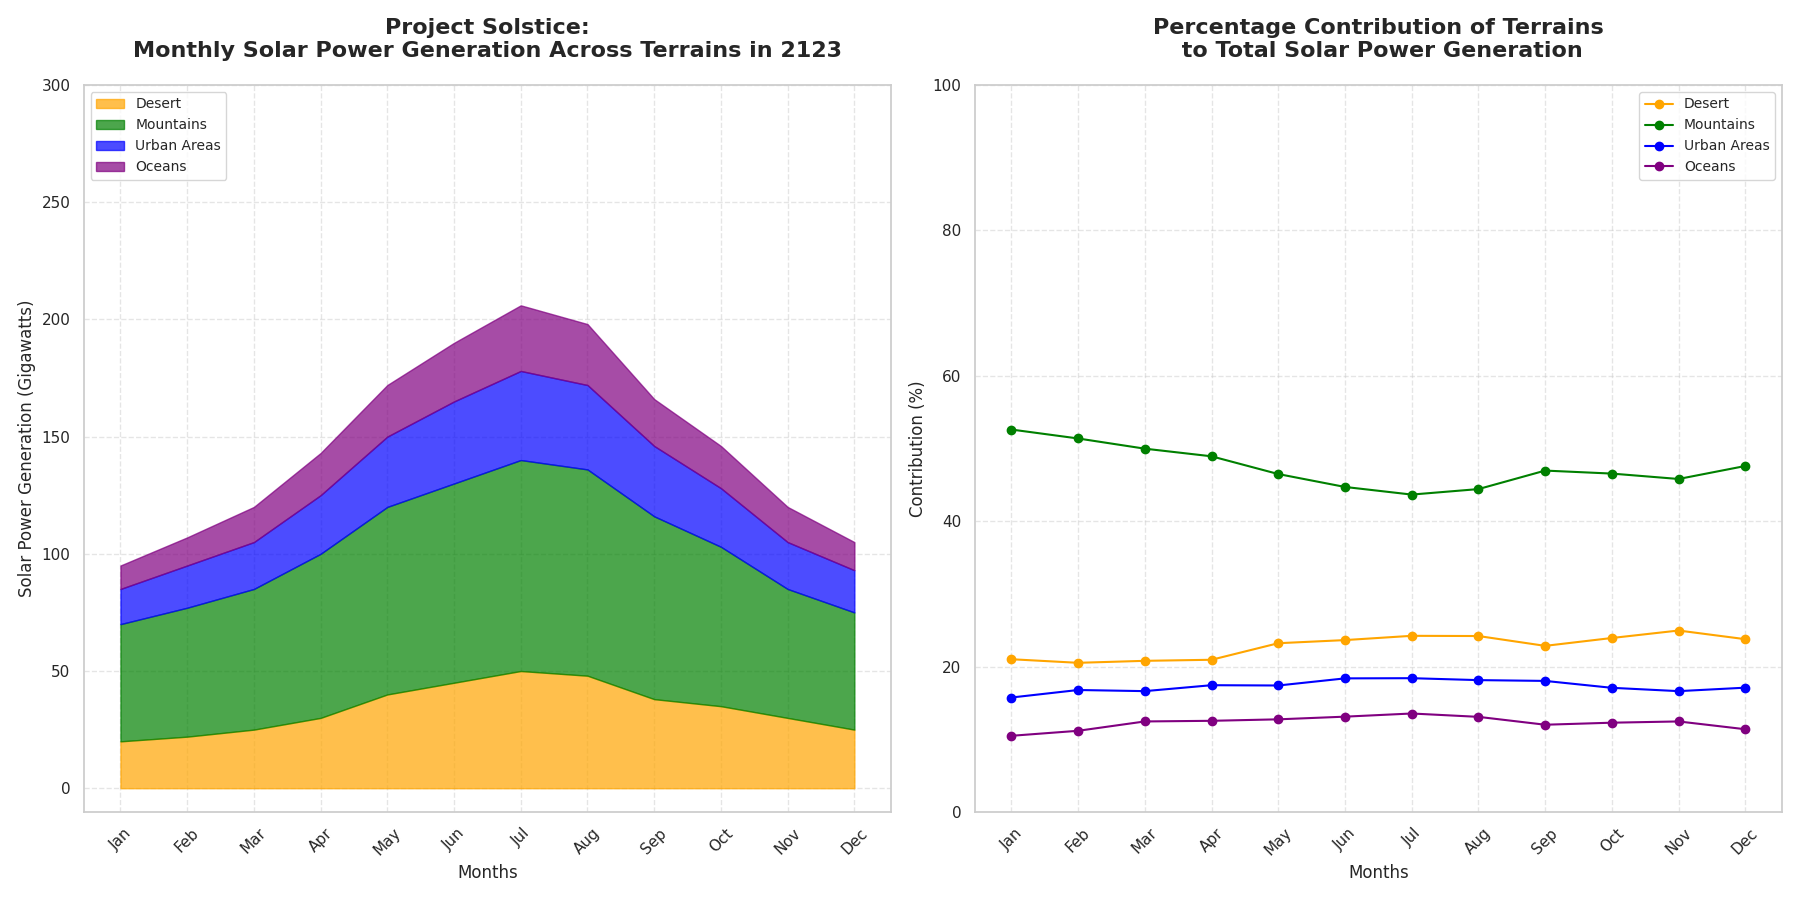 Project Solstice:
Monthly Solar Power Generation Across Terrains in 2123
300
250
200
150
100
50
0
Solar Power Generation (Gigawatts)
Desert
Mountains
Urban Areas
Oceans
Jan
Feb
Mar
Apr
May
Jun
Jul
Aug
Sep
Oct
Nov
Dec
Months
Percentage Contribution of Terrains
to Total Solar Power Generation
100
80
60
40
20
0
Contribution (%)
Desert
Mountains
Urban Areas
Oceans
Jan
Feb
Mar
Apr
May
Jun
Jul
Aug
Sep
Oct
Nov
Dec
Months